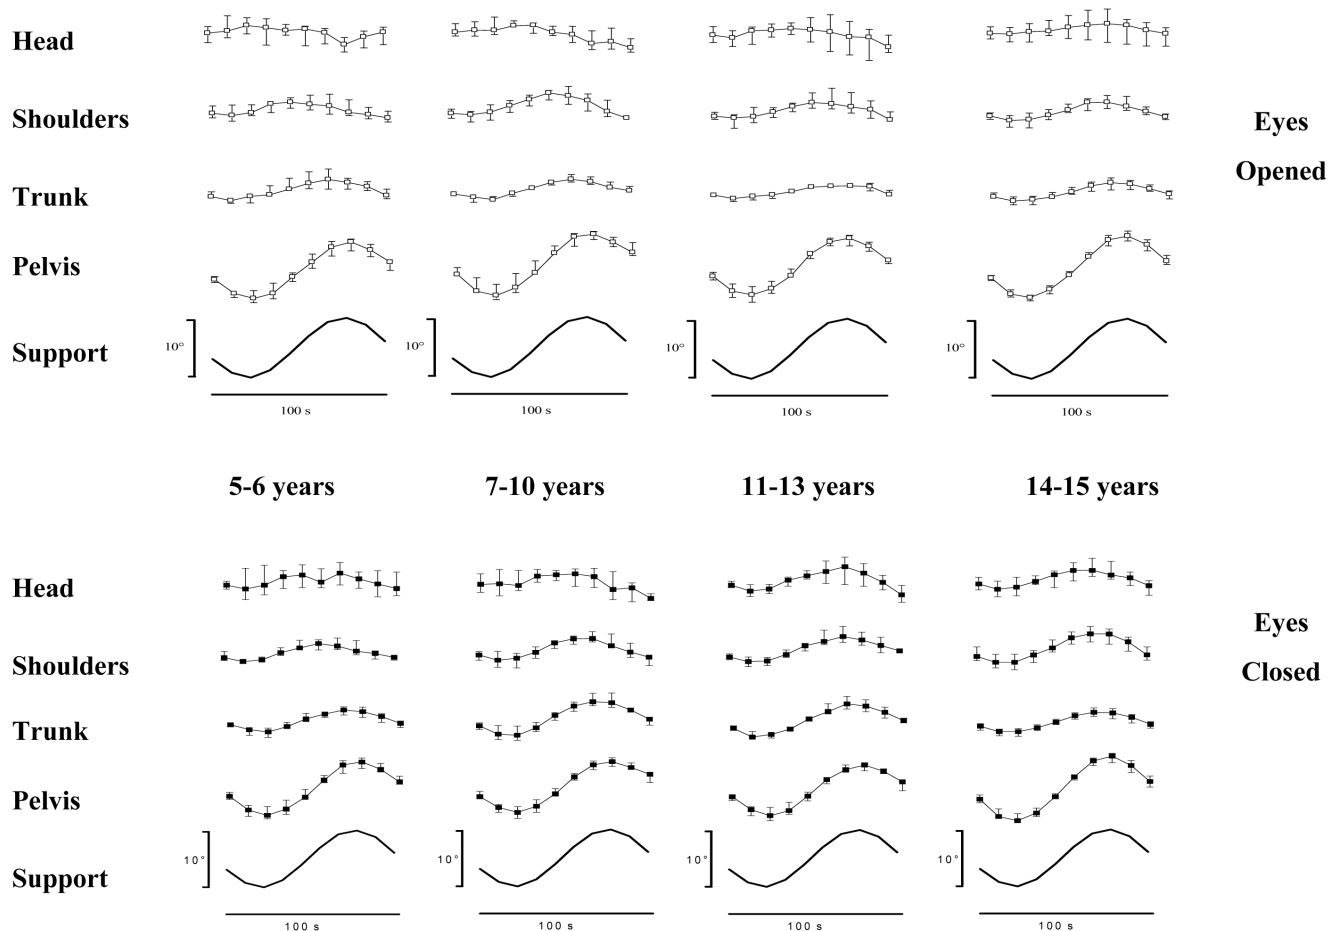 Head
Shoulders
Trunk
Pelvis
Support
Eyes
Opened
10° 10° 10° 10°
100 s 100 s 100 s 100 s
5-6 years 7-10 years 11-13 years 14-15 years
Head
Shoulders
Trunk
Pelvis
Support
Eyes
Closed
10° 10° 10° 10°
100 s 100 s 100 s 100 s